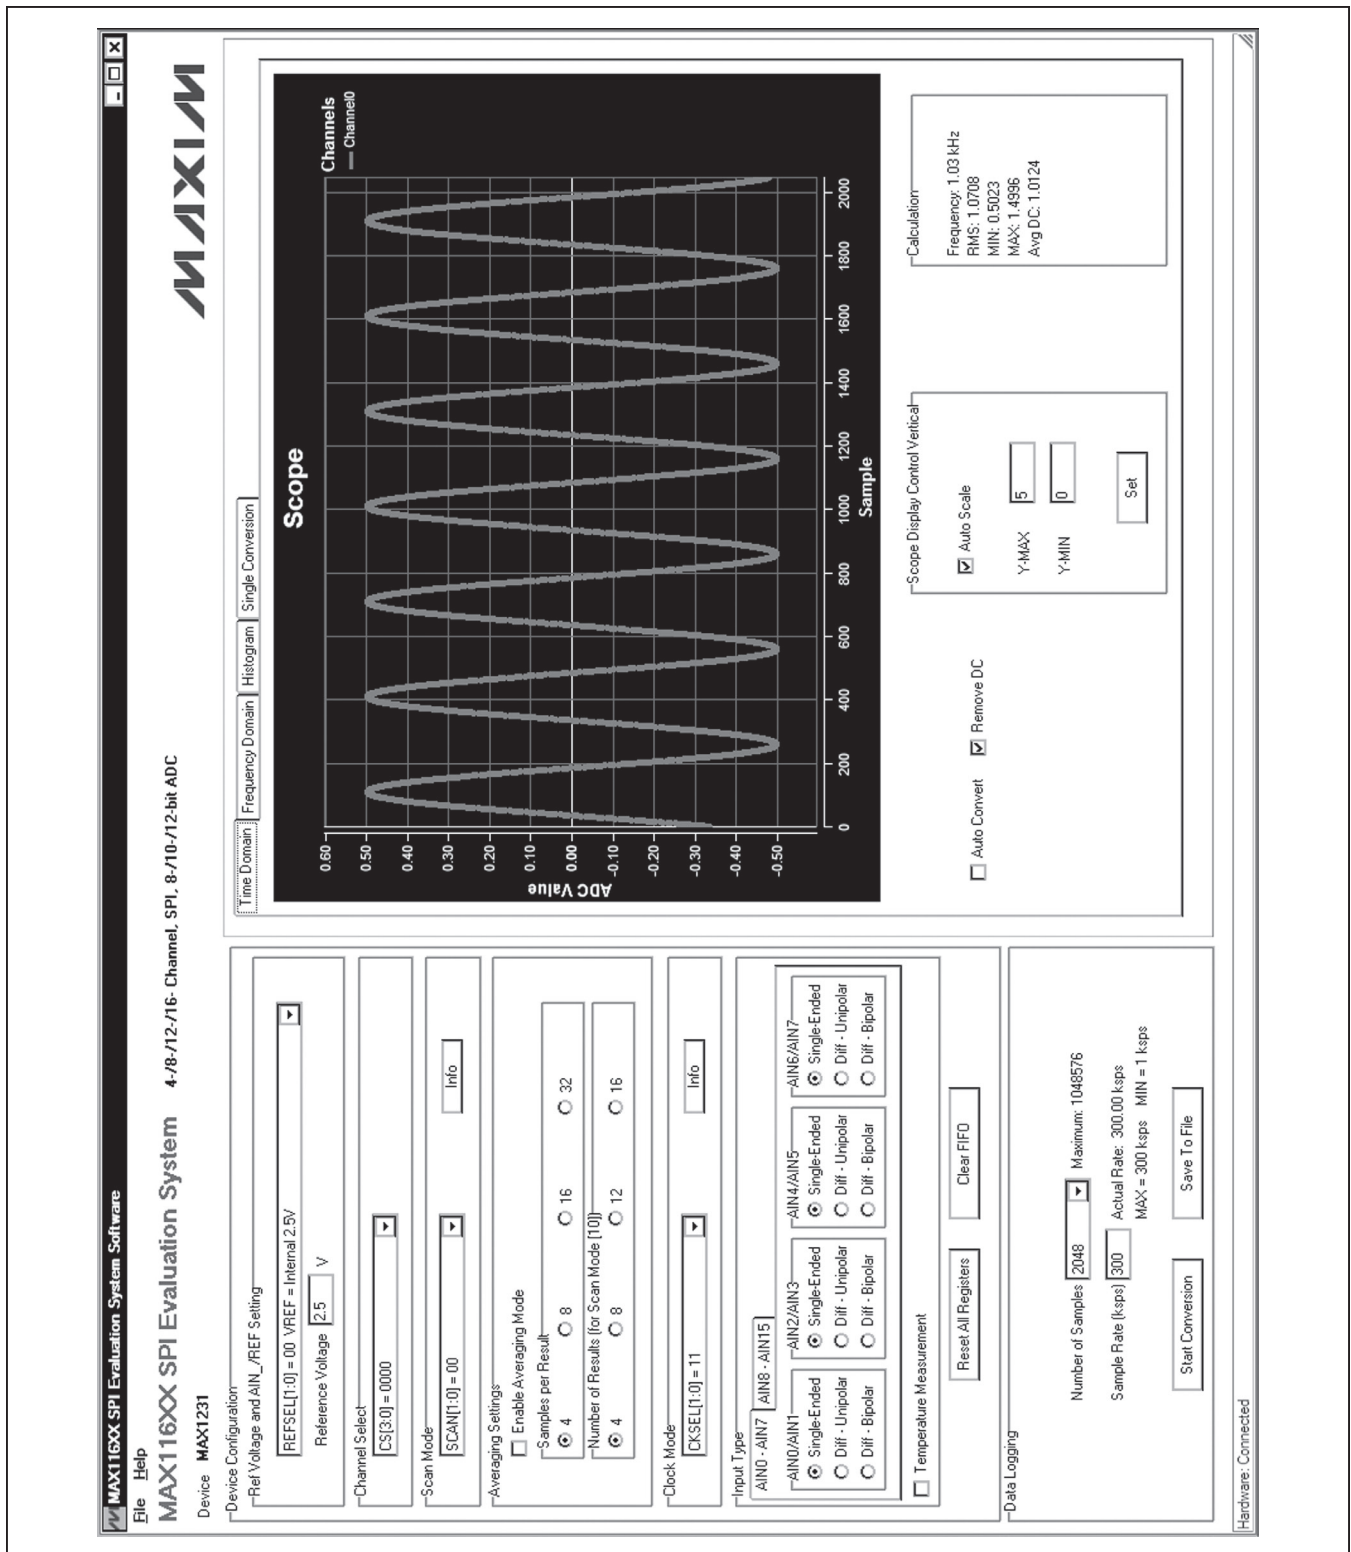 MAX116XX SPI Evaluation System Software
File Help
MAX116XX SPI Evaluation System 4-/8-/12-/16- Channel, SPI, 8-/10-/12-bit ADC
MAXIM
Device MAX1231
Device Configuration
Ref Voltage and AIN_/REF Setting
REFSEL[1:0] = 00 VREF = Internal 2.5V
Reference Voltage 2.5 V
Channel Select
CS[3:0] = 0000
Scan Mode
SCAN[1:0] = 00
Info
Averaging Settings
Enable Averaging Mode
Samples per Result
4 8 16 32
Number of Results (for Scan Mode [10])
4 8 12 16
Clock Mode
CKSEL[1:0] = 11
Info
Input Type
AIN0 - AIN7 AIN8 - AIN15
AIN0/AIN1
Single-Ended
Diff - Unipolar
Diff - Bipolar
AIN2/AIN3
Single-Ended
Diff - Unipolar
Diff - Bipolar
AIN4/AIN5
Single-Ended
Diff - Unipolar
Diff - Bipolar
AIN6/AIN7
Single-Ended
Diff - Unipolar
Diff - Bipolar
Temperature Measurement
Reset All Registers Clear FIFO
Data Logging
Number of Samples 2048 Maximum: 1048576
Sample Rate (ksps) 300 Actual Rate: 300.00 ksps
MAX = 300 ksps MIN = 1 ksps
Start Conversion Save To File
Hardware: Connected
Time Domain Frequency Domain Histogram Single Conversion
Scope
Channels
Channel0
ADC Value
0.60
0.50
0.40
0.30
0.20
0.10
0.00
-0.10
-0.20
-0.30
-0.40
-0.50
0 200 400 600 800 1000 1200 1400 1600 1800 2000
Sample
Auto Convert Remove DC
Scope Display Control Vertical
Auto Scale
Y-MAX 5
Y-MIN 0
Set
Calculation
Frequency: 1.03 kHz
RMS: 1.0708
MIN: 0.5023
MAX: 1.4996
Avg DC: 1.0124